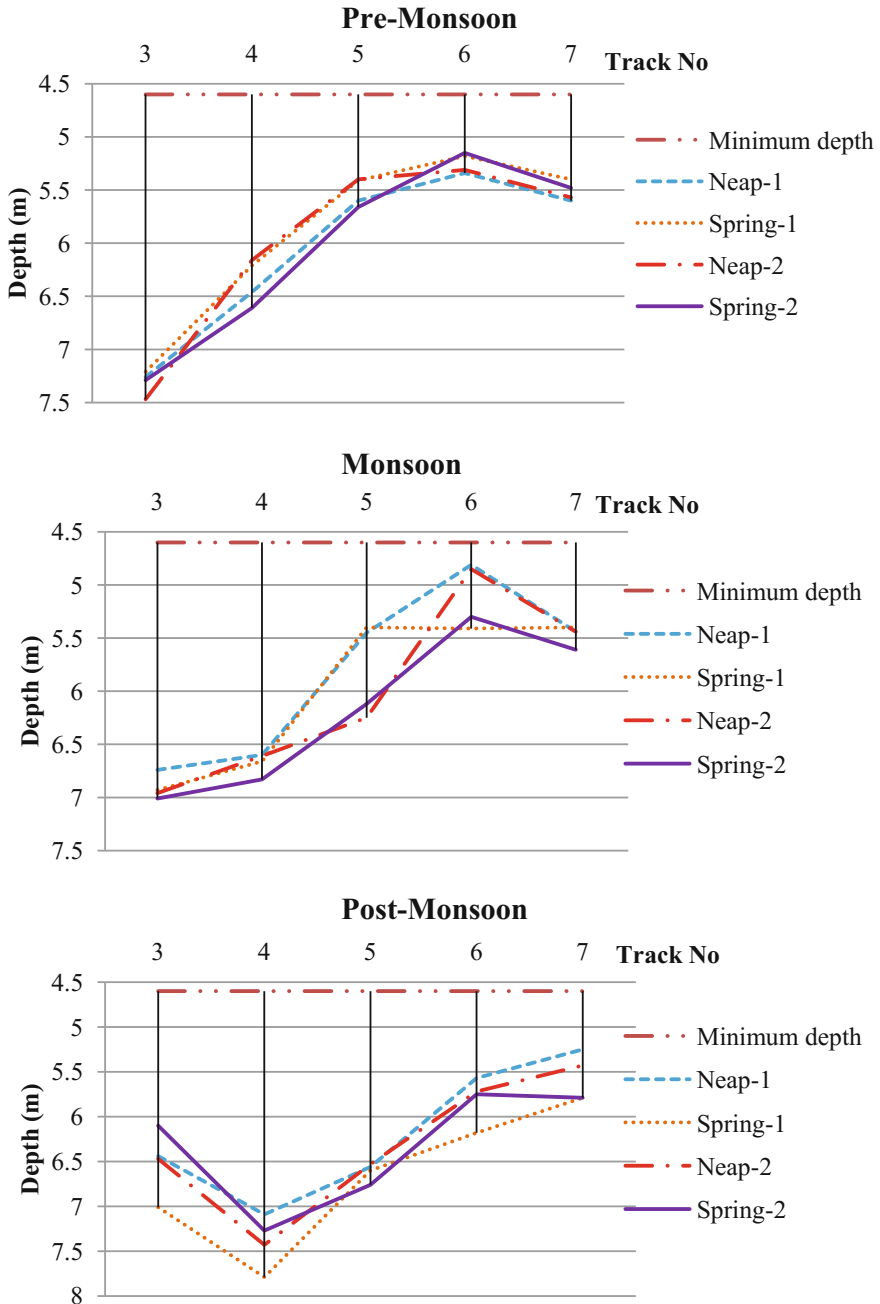 Pre-Monsoon
3 4 5 6 7 Track No
4.5
5
5.5
6
6.5
7
7.5
Depth (m)
Minimum depth
Neap-1
Spring-1
Neap-2
Spring-2
Monsoon
3 4 5 6 7 Track No
4.5
5
5.5
6
6.5
7
7.5
Depth (m)
Minimum depth
Neap-1
Spring-1
Neap-2
Spring-2
Post-Monsoon
3 4 5 6 7 Track No
4.5
5
5.5
6
6.5
7
7.5
8
Depth (m)
Minimum depth
Neap-1
Spring-1
Neap-2
Spring-2